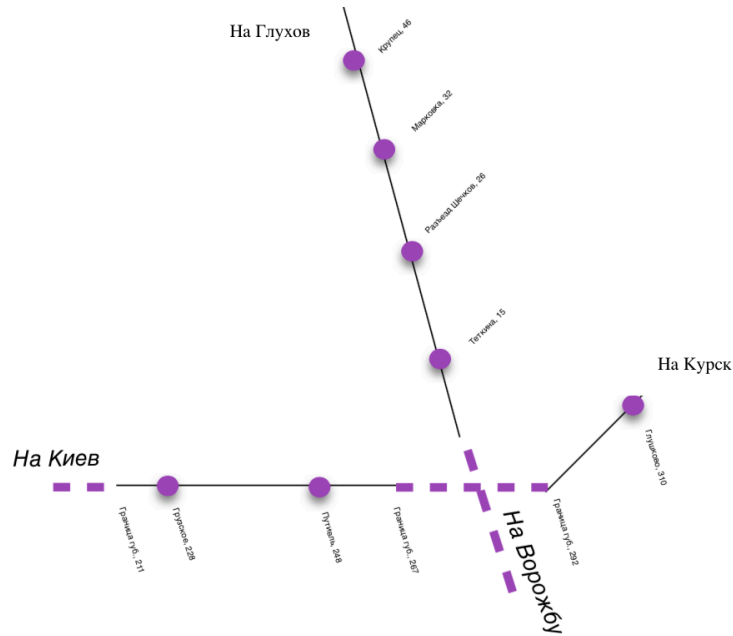 На Глухов
Крупец, 46
Марковка, 32
Разъезд Шечков, 26
Теткина, 15
На Курск
Глушково, 310
На Киев
Граница губ., 211
Грузское, 228
Путивль, 248
Граница губ., 267
Граница губ., 292
На Ворожбу